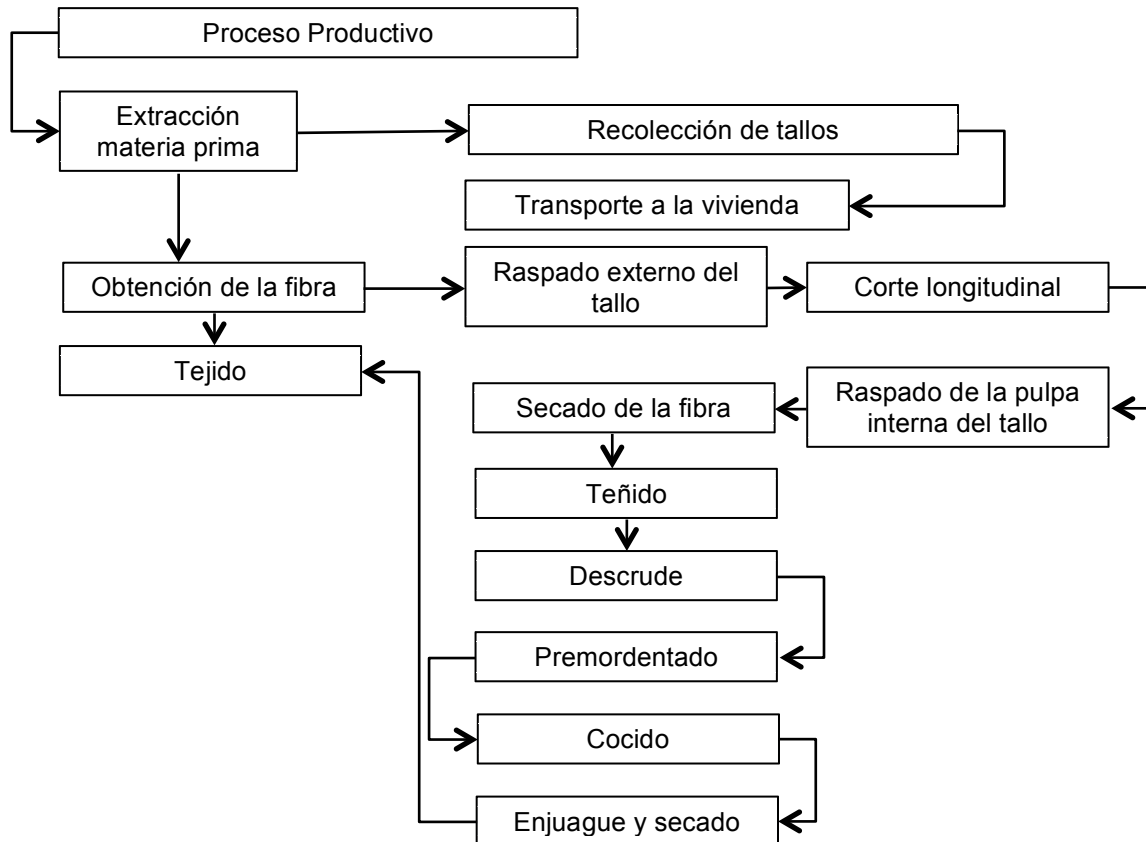 Proceso Productivo
Extracción
materia prima
Recolección de tallos
Transporte a la vivienda
Obtención de la fibra
Raspado externo del
tallo
Corte longitudinal
Tejido
Raspado de la pulpa
interna del tallo
Secado de la fibra
Teñido
Descrude
Premordentado
Cocido
Enjuague y secado